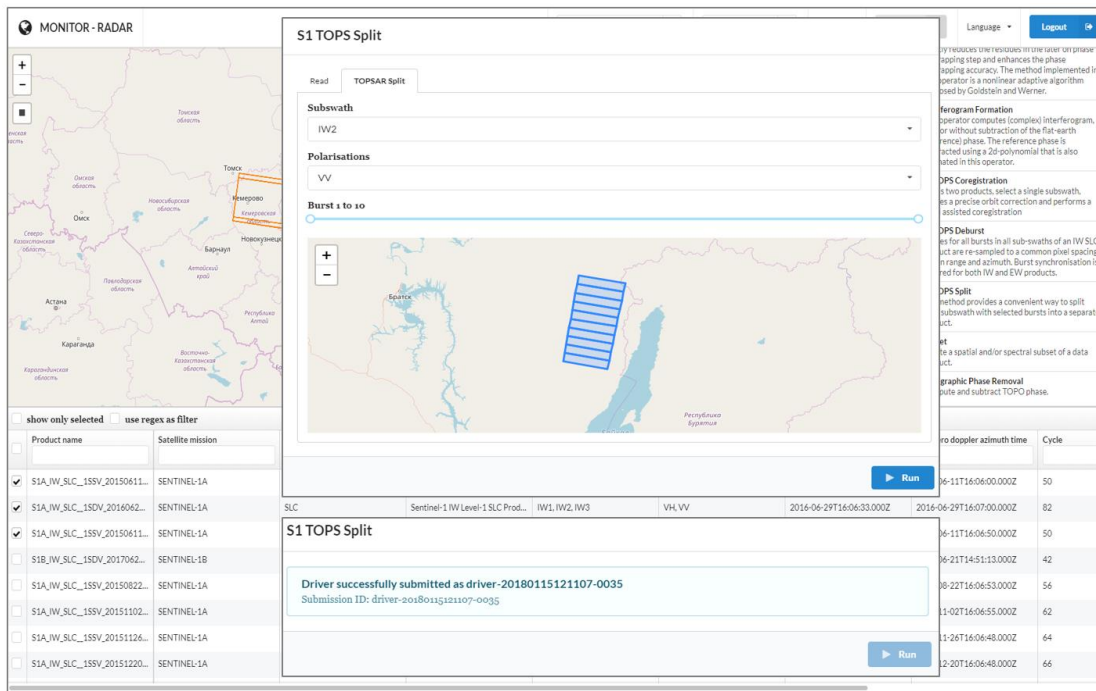 MONITOR - RADAR
Language
Logout
+
−
Томская
область
Томск
Омская
область
Новосибирская
область
Кемерово
Кемеровская
Омск
Северо-
Казахстанская
область
Барнаул
Новокузнецк
Алтайский
край
Павлодарская
область
Астана
Республика
Алтай
Караганда
Восточно-
Казахстанская
область
Карагандинская
область
S1 TOPS Split
Read
TOPSAR Split
Subswath
IW2
Polarisations
VV
Burst 1 to 10
+
−
Братск
Республика
Бурятия
Run
reduces the residues in the later on phase
apping step and enhances the phase
rapping accuracy. The method implemented in
operator is a nonlinear adaptive algorithm
osed by Goldstein and Werner.
ferogram Formation
operator computes (complex) interferogram,
or without subtraction of the flat-earth
rence) phase. The reference phase is
racted using a 2d-polynomial that is also
nated in this operator.
OPS Coregistration
s two products, select a single subswath,
es a precise orbit correction and performs a
assisted coregistration
OPS Deburst
es for all bursts in all sub-swaths of an IW SLC
uct are re-sampled to a common pixel spacing
n range and azimuth. Burst synchronisation is
red for both IW and EW products.
OPS Split
method provides a convenient way to split
subswath with selected bursts into a separate
uct.
et
te a spatial and/or spectral subset of a data
uct.
graphic Phase Removal
pute and subtract TOPO phase.
show only selected use regex as filter
Product name Satellite mission ro doppler azimuth time Cycle
S1A_IW_SLC__1SSV_20150611... SENTINEL-1A 06-11T16:06:00.000Z 50
S1A_IW_SLC__1SDV_2016062... SENTINEL-1A SLC Sentinel-1 IW Level-1 SLC Prod... IW1, IW2, IW3 VH, VV 2016-06-29T16:06:33.000Z 2016-06-29T16:07:00.000Z 82
S1A_IW_SLC__1SSV_20150611... SENTINEL-1A 06-11T16:06:50.000Z 50
S1B_IW_SLC__1SDV_2017062... SENTINEL-1B 06-21T14:51:13.000Z 42
S1A_IW_SLC__1SSV_20150822... SENTINEL-1A 08-22T16:06:53.000Z 56
S1A_IW_SLC__1SSV_20151102... SENTINEL-1A 11-02T16:06:55.000Z 62
S1A_IW_SLC__1SSV_20151126... SENTINEL-1A 11-26T16:06:48.000Z 64
S1A_IW_SLC__1SSV_20151220... SENTINEL-1A 12-20T16:06:48.000Z 66
S1 TOPS Split
Driver successfully submitted as driver-20180115121107-0035
Submission ID: driver-20180115121107-0035
Run